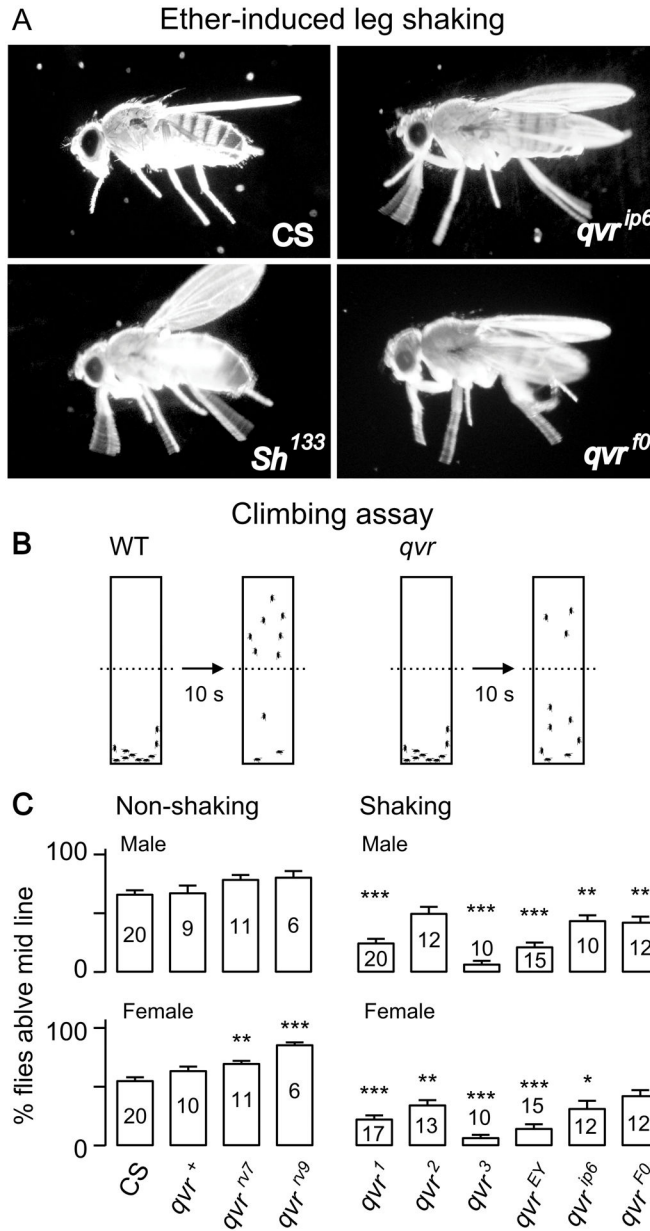 A Ether-induced leg shaking
CS
qvr^ip6
Sh^133
qvr^f0
Climbing assay
B WT qvr
10 s 10 s
C Non-shaking Shaking
Male Male
% flies ablve mid line
100
0
20 9 11 6
*** *** *** ** **
20 12 10 15 10 12
Female Female
100
0
** ***
20 10 11 6
*** ** *** *** *
17 13 10 15 12 12
CS qvr^+ qvr^rv7 qvr^rv9 qvr^1 qvr^2 qvr^3 qvr^EY qvr^ip6 qvr^F0